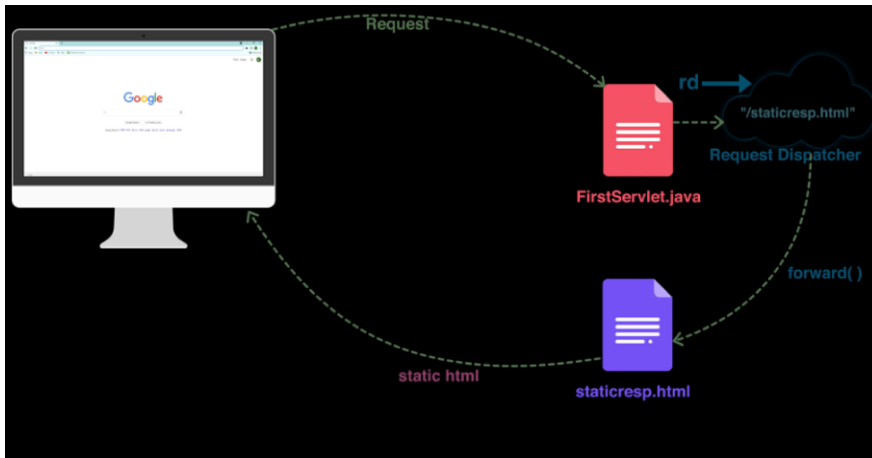 Request
Google
rd
"/staticresp.html"
Request Dispatcher
FirstServlet.java
forward( )
static html
staticresp.html